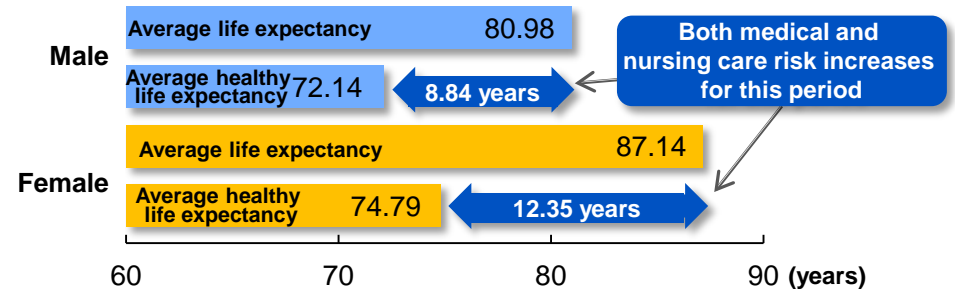 Male
Average life expectancy
80.98
Average healthy
life expectancy
72.14
8.84 years
Both medical and
nursing care risk increases
for this period
Female
Average life expectancy
87.14
Average healthy
life expectancy
74.79
12.35 years
60
70
80
90
(years)